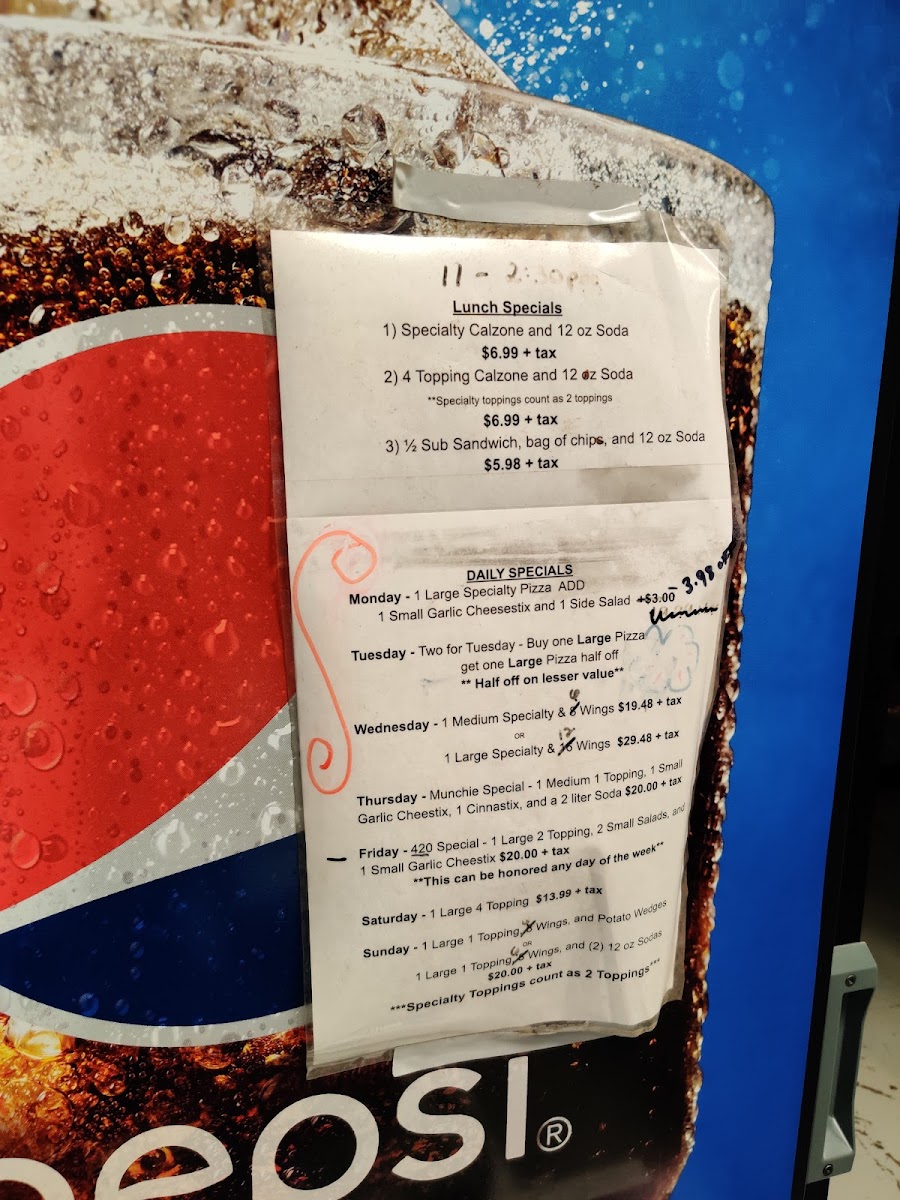 11 - 2:30pm
Lunch Specials
1) Specialty Calzone and 12 oz Soda
$6.99 + tax
2) 4 Topping Calzone and 12 oz Soda
**Specialty toppings count as 2 toppings
$6.99 + tax
3) ½ Sub Sandwich, bag of chips, and 12 oz Soda
$5.98 + tax
DAILY SPECIALS
Monday - 1 Large Specialty Pizza ADD
1 Small Garlic Cheesestix and 1 Side Salad +$3.00 - 3.98 off
Tuesday - Two for Tuesday - Buy one Large Pizza
get one Large Pizza half off
** Half off on lesser value**
Wednesday - 1 Medium Specialty & 6 Wings $19.48 + tax
OR
1 Large Specialty & 12 Wings $29.48 + tax
Thursday - Munchie Special - 1 Medium 1 Topping, 1 Small
Garlic Cheestix, 1 Cinnastix, and a 2 liter Soda $20.00 + tax
- Friday - 420 Special - 1 Large 2 Topping, 2 Small Salads, and
1 Small Garlic Cheestix $20.00 + tax
**This can be honored any day of the week**
Saturday - 1 Large 4 Topping $13.99 + tax
Sunday - 1 Large 1 Topping, Wings, and Potato Wedges
OR
1 Large 1 Topping, 6 Wings, and (2) 12 oz Sodas
$20.00 + tax
***Specialty Toppings count as 2 Toppings***
pepsi®